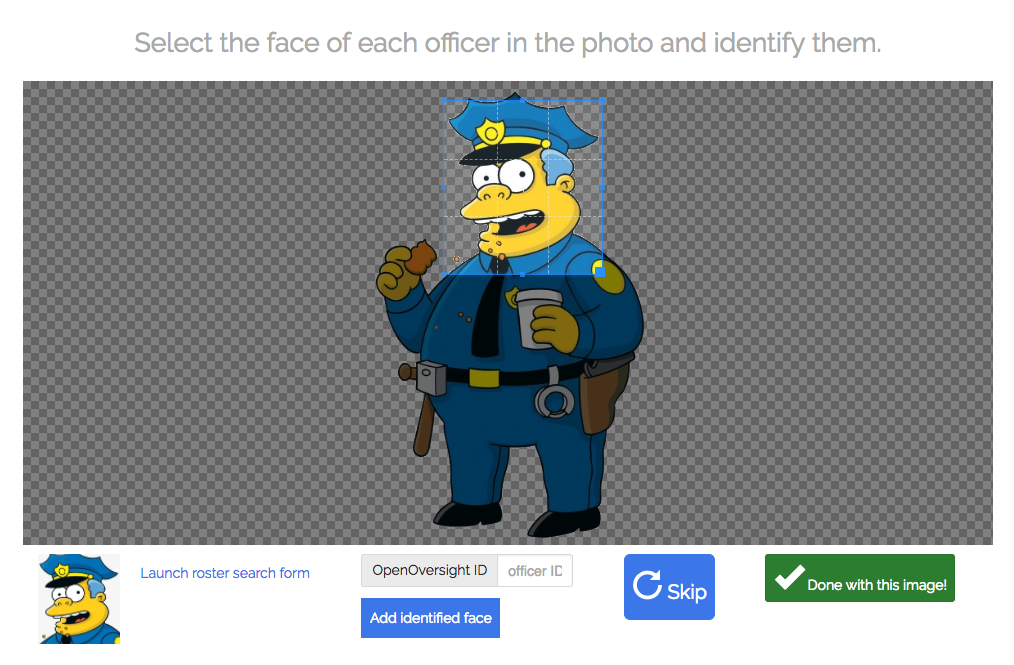 Select the face of each officer in the photo and identify them.
Launch roster search form
OpenOversight ID
officer ID
Add identified face
Skip
Done with this image!